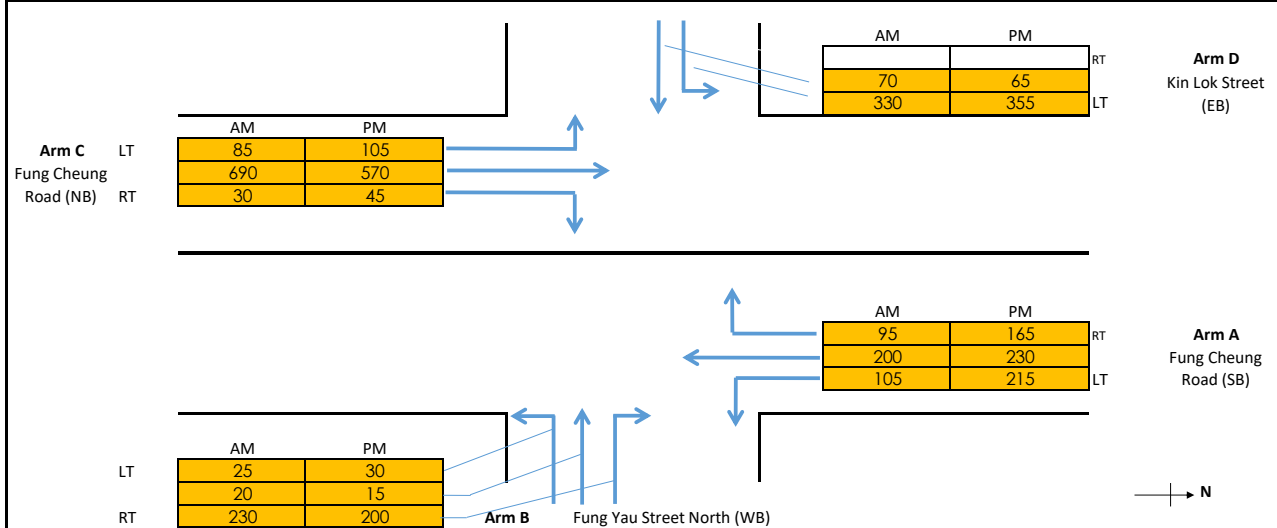 AM PM
RT
70 65
330 355 LT
Arm D
Kin Lok Street
(EB)
AM PM
LT 85 105
690 570
RT 30 45
Arm C
Fung Cheung
Road (NB)
AM PM
95 165 RT
200 230
105 215 LT
Arm A
Fung Cheung
Road (SB)
AM PM
LT 25 30
20 15
RT 230 200
Arm B Fung Yau Street North (WB)
N